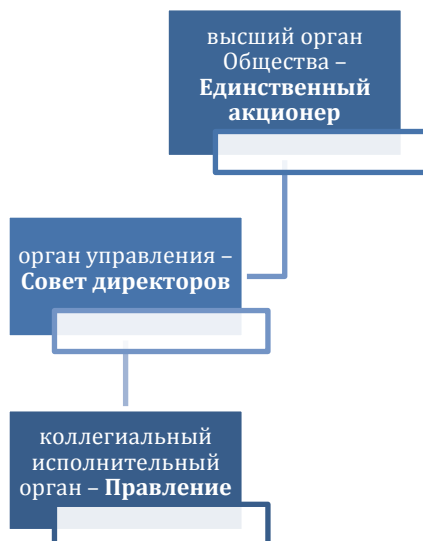 высший орган
Общества –
Единственный
акционер
орган управления –
Совет директоров
коллегиальный
исполнительный
орган – Правление